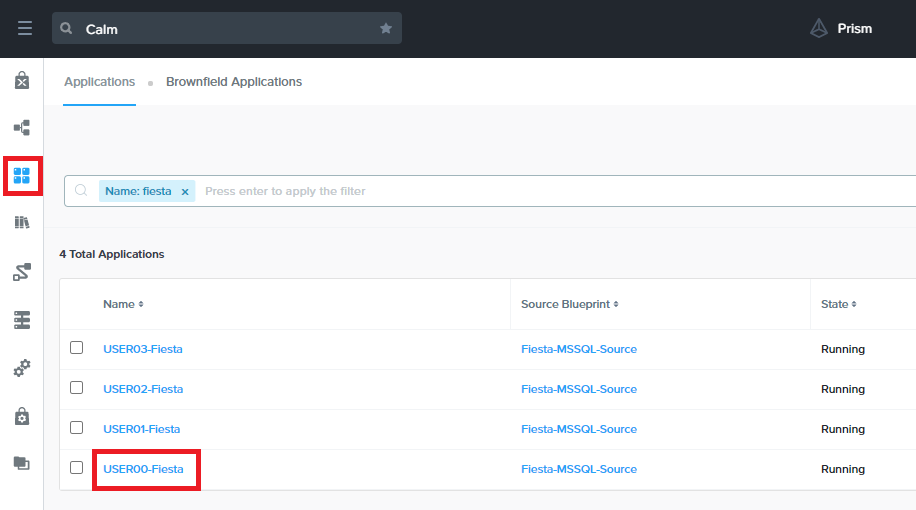 Calm
Prism
Applications Brownfield Applications
Name: fiesta × Press enter to apply the filter
4 Total Applications
Name Source Blueprint State
USER03-Fiesta Fiesta-MSSQL-Source Running
USER02-Fiesta Fiesta-MSSQL-Source Running
USER01-Fiesta Fiesta-MSSQL-Source Running
USER00-Fiesta Fiesta-MSSQL-Source Running